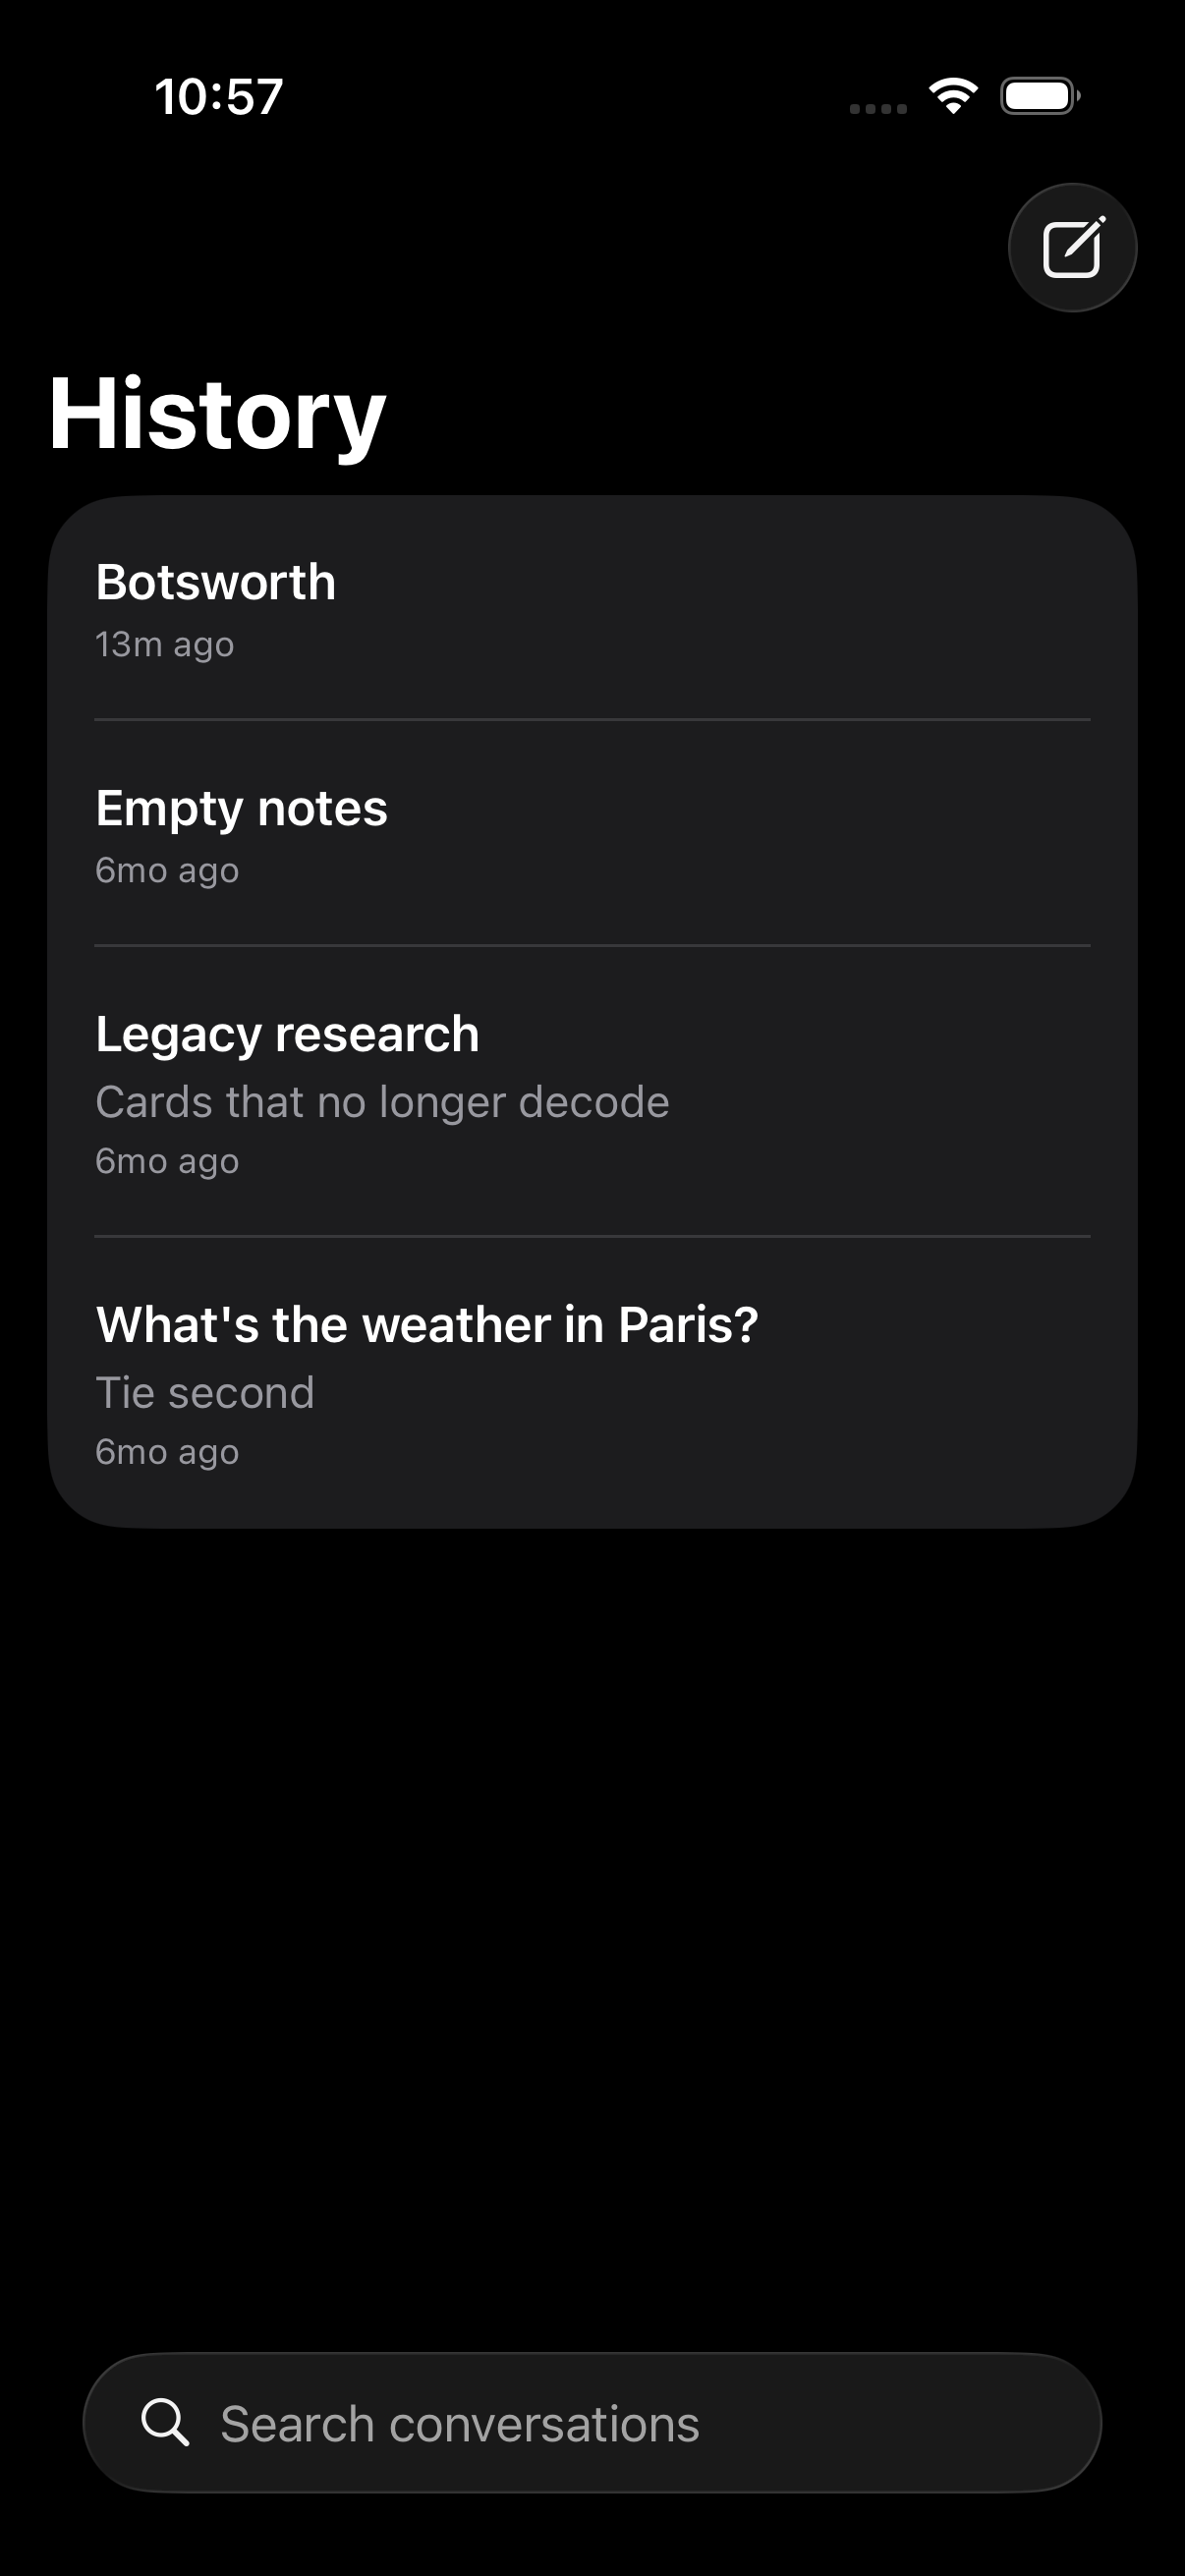 10:57
History
Botsworth
13m ago
Empty notes
6mo ago
Legacy research
Cards that no longer decode
6mo ago
What's the weather in Paris?
Tie second
6mo ago
Search conversations